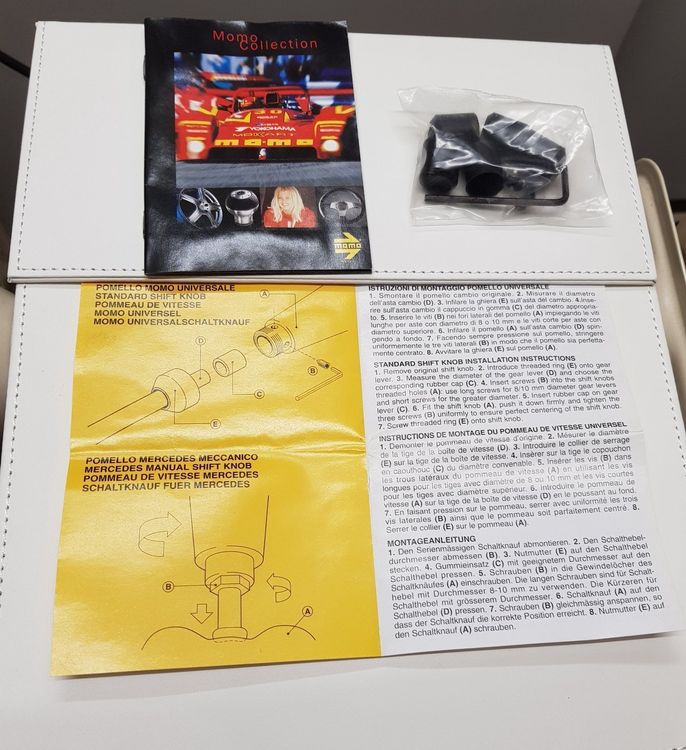 Momo
Collection
YOKOHAMA
momo
momo
POMELLO MOMO UNIVERSALE
STANDARD SHIFT KNOB
POMMEAU DE VITESSE
MOMO UNIVERSEL
MOMO UNIVERSALSCHALTKNAUF
A
D
B
C
E
POMELLO MERCEDES MECCANICO
MERCEDES MANUAL SHIFT KNOB
POMMEAU DE VITESSE MERCEDES
SCHALTKNAUF FUER MERCEDES
B
A
ISTRUZIONI DI MONTAGGIO POMELLO UNIVERSALE
1. Smontare il pomello cambio originale. 2. Misurare il diametro
dell'asta cambio (D). 3. Infilare la ghiera (E) sull'asta del cambio. 4.Inse-
rire sull'asta cambio il cappuccio in gomma (C) del diametro appropria-
to. 5. Inserire le viti (B) nei fori laterali del pomello (A) impiegando le viti
lunghe per aste con diametro di 8 o 10 mm e le viti corte per aste con
diametro superiore. 6. Infilare il pomello (A) sull'asta cambio (D) spin-
gendo a fondo. 7. Facendo sempre pressione sul pomello, stringere
uniformemente le tre viti laterali (B) in modo che il pomello sia perfetta-
mente centrato. 8. Avvitare la ghiera (E) sul pomello (A).
STANDARD SHIFT KNOB INSTALLATION INSTRUCTIONS
1. Remove original shift knob. 2. Introduce threaded ring (E) onto gear
lever. 3. Measure the diameter of the gear lever (D) and choose the
corresponding rubber cap (C). 4. Insert screws (B) into the shift knobs
threaded holes (A): use long screws for 8/10 mm diameter gear levers
and short screws for the greater diameter. 5. Insert rubber cap on gear
lever (C). 6. Fit the shift knob (A), push it down firmly and tighten the
three screws (B) uniformly to ensure perfect centering of the shift knob.
7. Screw threaded ring (E) onto shift knob.
INSTRUCTIONS DE MONTAGE DU POMMEAU DE VITESSE UNIVERSEL
1. Demonter le pommeau de vitesse d'origine. 2. Mésurer le diamètre
de la tige de la boîte de vitesse (D). 3. Introduire le collier de serrage
(E) sur la tige de la boîte de vitesse. 4. Insérer sur la tige le copouchon
en caouthouc (C) du diamètre convenable. 5. Insérer les vis (B) dans
les trois latéraux du pommeau (A) en utilisant les vis
longues pour les tiges avec diamètre de 8 ou 10 mm et les vis courtes
pour les tiges avec diamètre supérieur. 6. Introduire le pommeau de
vitesse (A) sur la tige de la boîte de vitesse (D) en le poussant au fond.
7. En faisant pression sur le pommeau, serrer avec uniformité les trois
vis laterales (B) ainsi que le pommeau soit parfaitement centré. 8.
Serrer le collier (E) sur le pommeau (A).
MONTAGEANLEITUNG
1. Den Serienmässigen Schaltknauf abmontieren. 2. Den Schalthebel-
durchmesser abmessen (B). 3. Nutmutter (E) auf den Schalthebel
stecken. 4. Gummieinsatz (C) mit geeignetem Durchmesser auf den
Schalthebel pressen. 5. Schrauben (B) in die Gewindelöcher des
Schaltknäufes (A) einschrauben. Die langen Schrauben sind für Schalt-
hebel mit Durchmesser 8-10 mm zu verwenden. Die Kürzeren für
Schalthebel mit grösserem Durchmesser. 6. Schaltknauf (A) auf den
Schalthebel (D) pressen. 7. Schrauben (B) gleichmässig anspannen, so
dass der Schaltknauf die korrekte Position erreicht. 8. Nutmutter (E) auf
den Schaltknauf (A) schrauben.